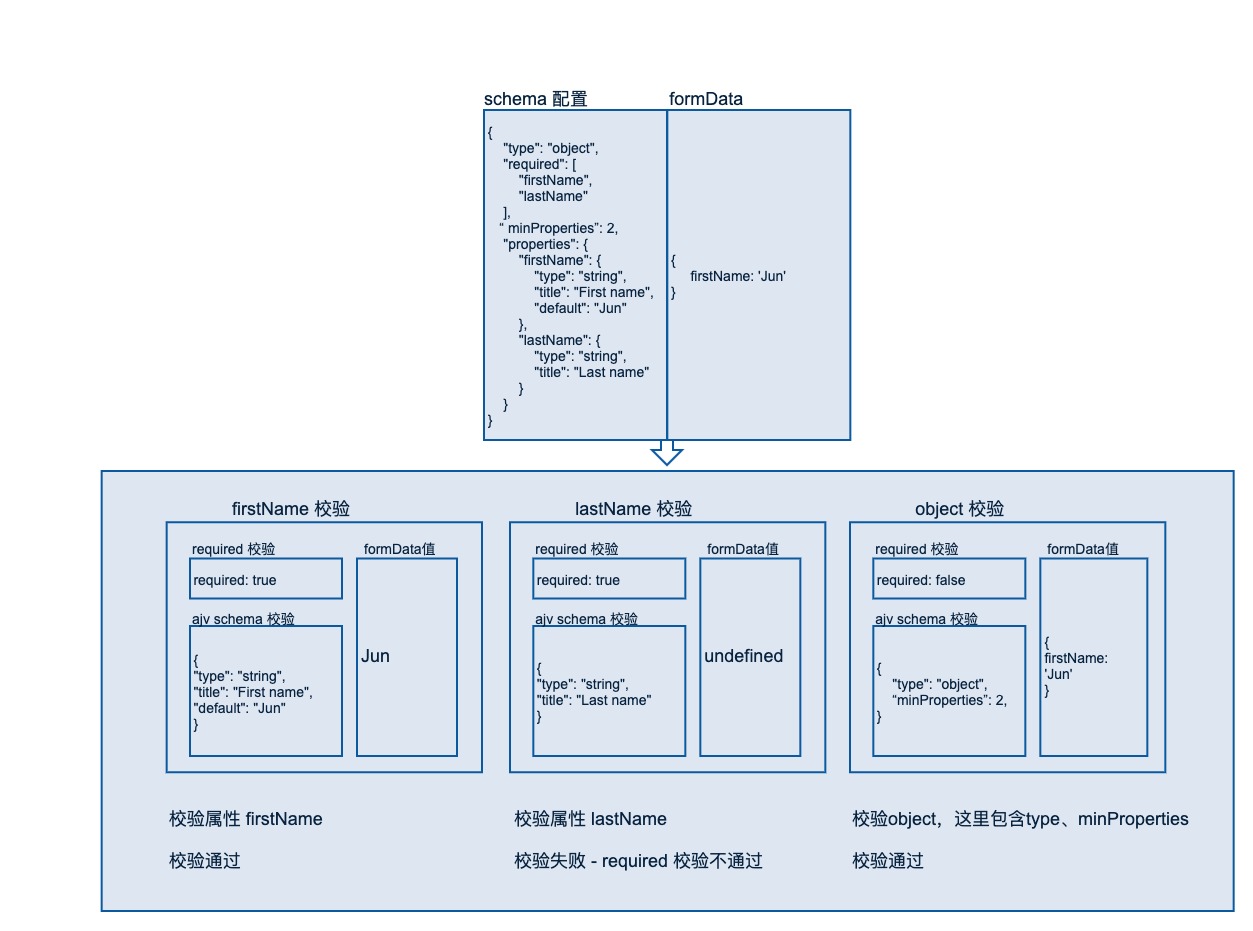 schema 配置
{
"type": "object",
"required": [
"firstName",
"lastName"
],
“ minProperties”: 2,
"properties": {
"firstName": {
"type": "string",
"title": "First name",
"default": "Jun"
},
"lastName": {
"type": "string",
"title": "Last name"
}
}
}
formData
{
firstName: 'Jun'
}
firstName 校验
required 校验
required: true
ajv schema 校验
{
"type": "string",
"title": "First name",
"default": "Jun"
}
formData值
Jun
校验属性 firstName
校验通过
lastName 校验
required 校验
required: true
ajv schema 校验
{
"type": "string",
"title": "Last name"
}
formData值
undefined
校验属性 lastName
校验失败 - required 校验不通过
object 校验
required 校验
required: false
ajv schema 校验
{
"type": "object",
“minProperties”: 2,
}
formData值
{
firstName:
'Jun'
}
校验object，这里包含type、minProperties
校验通过